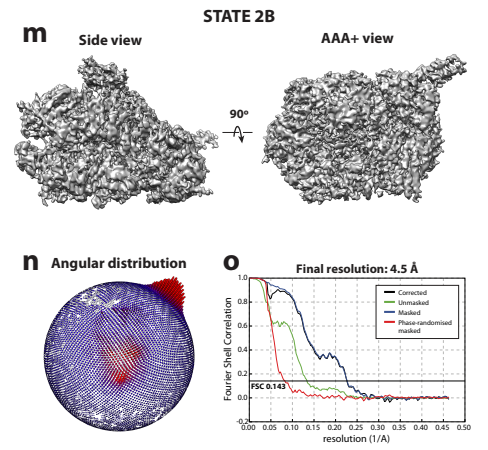 STATE 2B
m
Side view
AAA+ view
90º
n Angular distribution
o
Final resolution: 4.5 Å
Fourier Shell Correlation
1.0
0.8
0.6
0.4
0.2
0.0
-0.2
Corrected
Unmasked
Masked
Phase-randomised
masked
FSC 0.143
0.00 0.05 0.10 0.15 0.20 0.25 0.30 0.35 0.40 0.45 0.50
resolution (1/A)